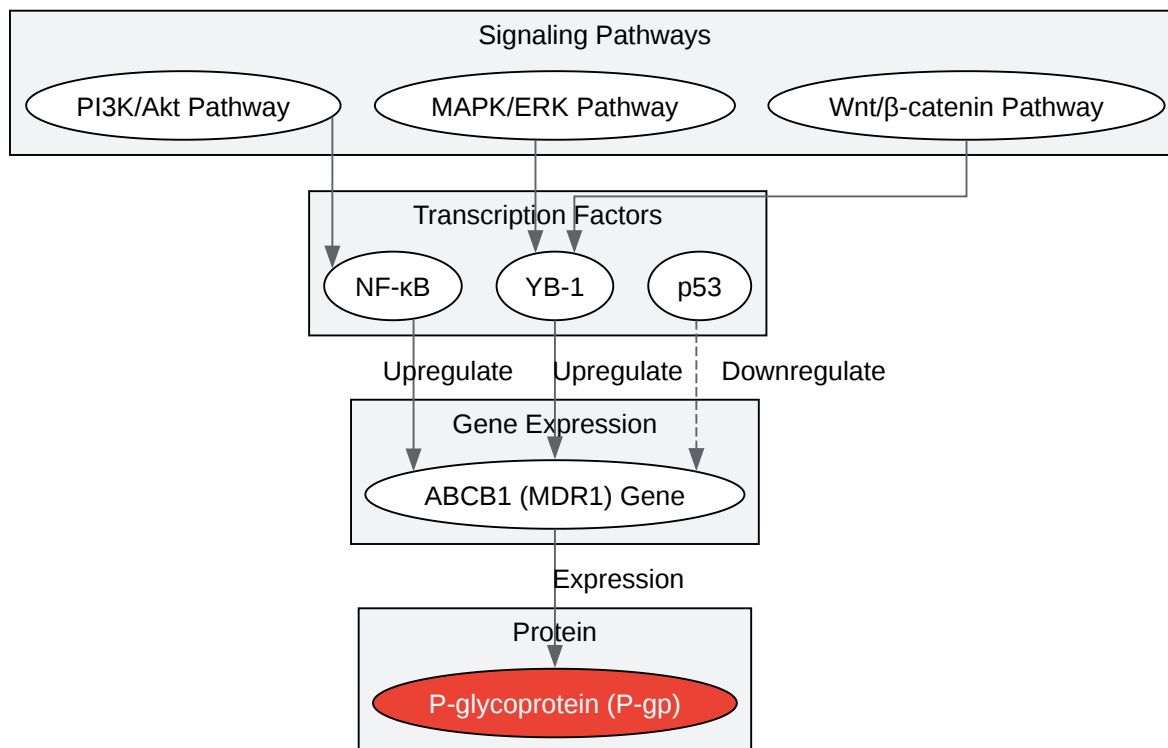 Signaling Pathways
PI3K/Akt Pathway
MAPK/ERK Pathway
Wnt/β-catenin Pathway
Transcription Factors
NF-κB
YB-1
p53
Upregulate
Upregulate
Downregulate
Gene Expression
ABCB1 (MDR1) Gene
Expression
Protein
P-glycoprotein (P-gp)